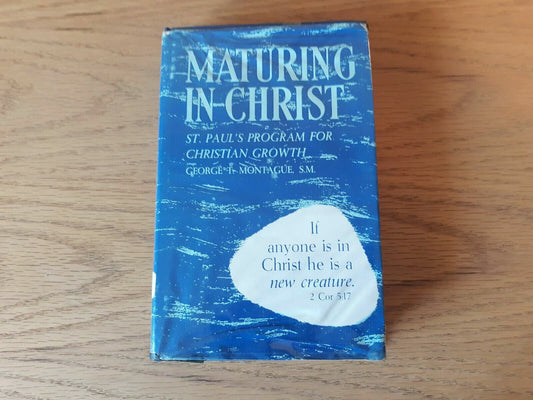 MATURING
IN CHRIST
ST. PAUL'S PROGRAM FOR
CHRISTIAN GROWTH
GEORGE T. MONTAGUE, S.M.
If
anyone is in
Christ he is a
new creature.
2 Cor 5:17